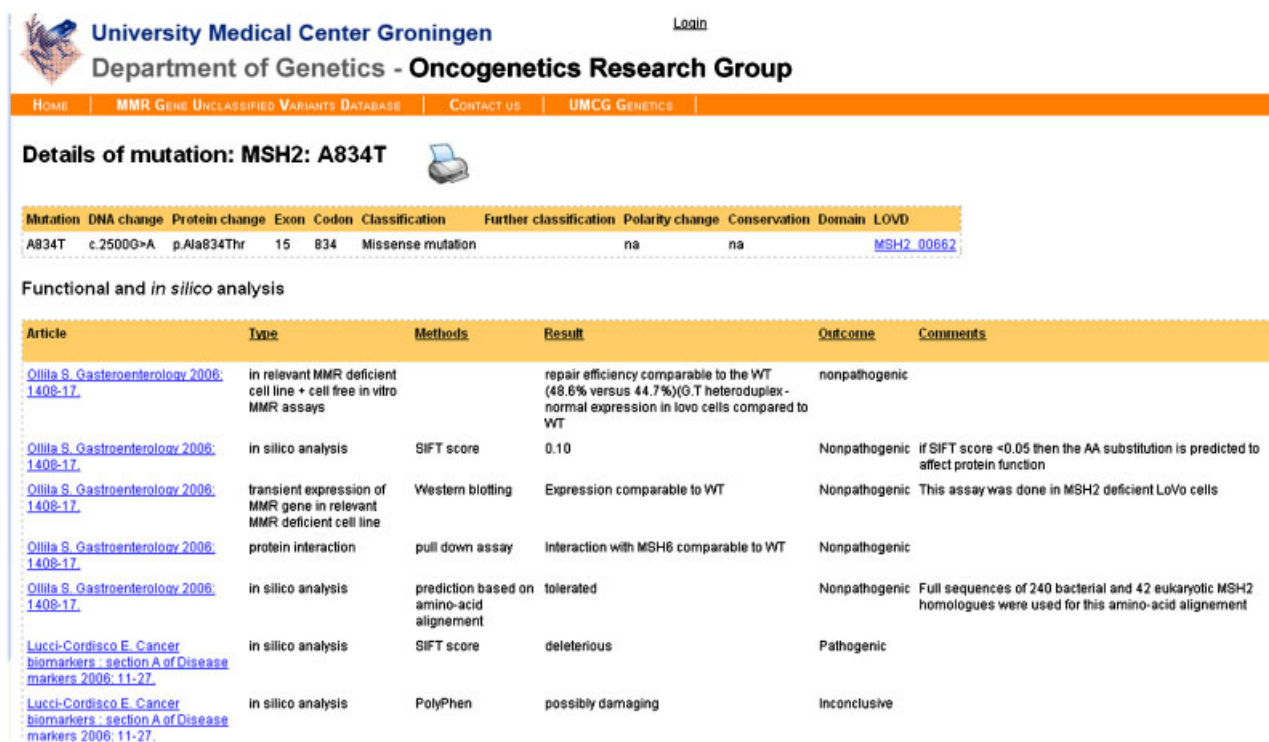 University Medical Center Groningen
Login
Department of Genetics - Oncogenetics Research Group
HOME MMR GENE UNCLASSIFIED VARIANTS DATABASE CONTACT US UMCG GENETICS
Details of mutation: MSH2: A834T
Mutation DNA change Protein change Exon Codon Classification Further classification Polarity change Conservation Domain LOVD
A834T c.2500G>A p.Ala834Thr 15 834 Missense mutation na na MSH2_00662
Functional and in silico analysis
Article Type Methods Result Outcome Comments
Ollila S. Gasteroenterology 2006: in relevant MMR deficient repair efficiency comparable to the WT nonpathogenic
1408-17. cell line + cell free in vitro (48.6% versus 44.7%)(G.T heteroduplex -
MMR assays normal expression in lovo cells compared to
WT
Ollila S. Gastroenterology 2006: in silico analysis SIFT score 0.10 Nonpathogenic if SIFT score <0.05 then the AA substitution is predicted to
1408-17. affect protein function
Ollila S. Gastroenterology 2006: transient expression of Western blotting Expression comparable to WT Nonpathogenic This assay was done in MSH2 deficient LoVo cells
1408-17. MMR gene in relevant
MMR deficient cell line
Ollila S. Gastroenterology 2006: protein interaction pull down assay Interaction with MSH6 comparable to WT Nonpathogenic
1408-17.
Ollila S. Gastroenterology 2006: in silico analysis prediction based on tolerated Nonpathogenic Full sequences of 240 bacterial and 42 eukaryotic MSH2
1408-17. amino-acid homologues were used for this amino-acid alignement
alignement
Lucci-Cordisco E. Cancer in silico analysis SIFT score deleterious Pathogenic
biomarkers : section A of Disease
markers 2006: 11-27.
Lucci-Cordisco E. Cancer in silico analysis PolyPhen possibly damaging Inconclusive
biomarkers : section A of Disease
markers 2006: 11-27.